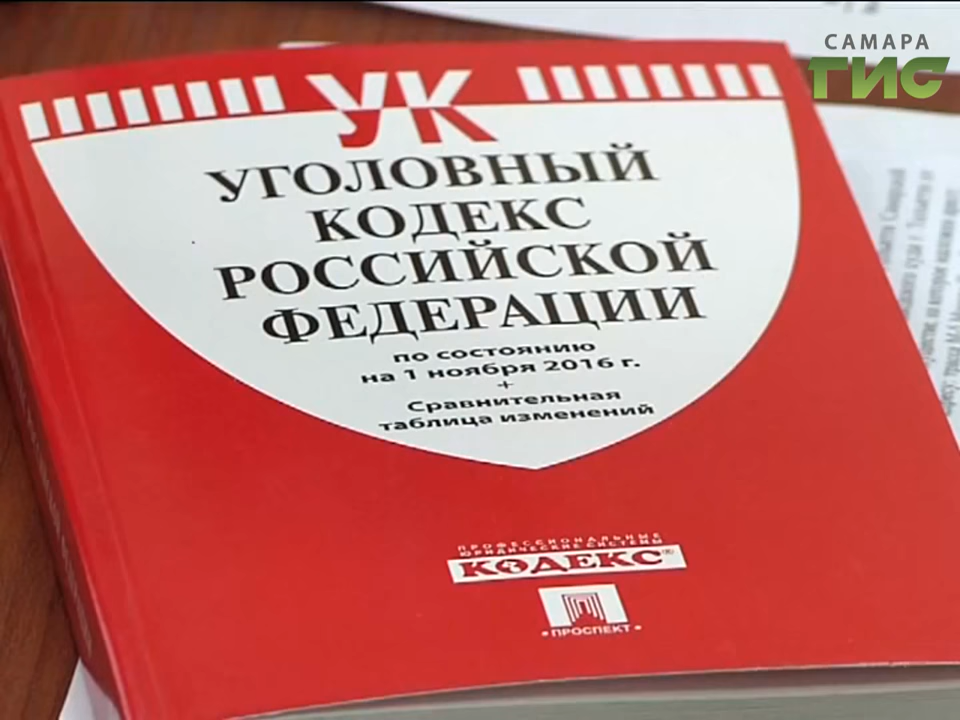 САМАРА
ГИС
УК
УГОЛОВНЫЙ
КОДЕКС
РОССИЙСКОЙ
ФЕДЕРАЦИИ
по состоянию
на 1 ноября 2016 г.
+
Сравнительная
таблица изменений
ПРОФЕССИОНАЛЬНЫЕ
ЮРИДИЧЕСКИЕ СИСТЕМЫ
КОДЕКС®
•ПРОСПЕКТ•